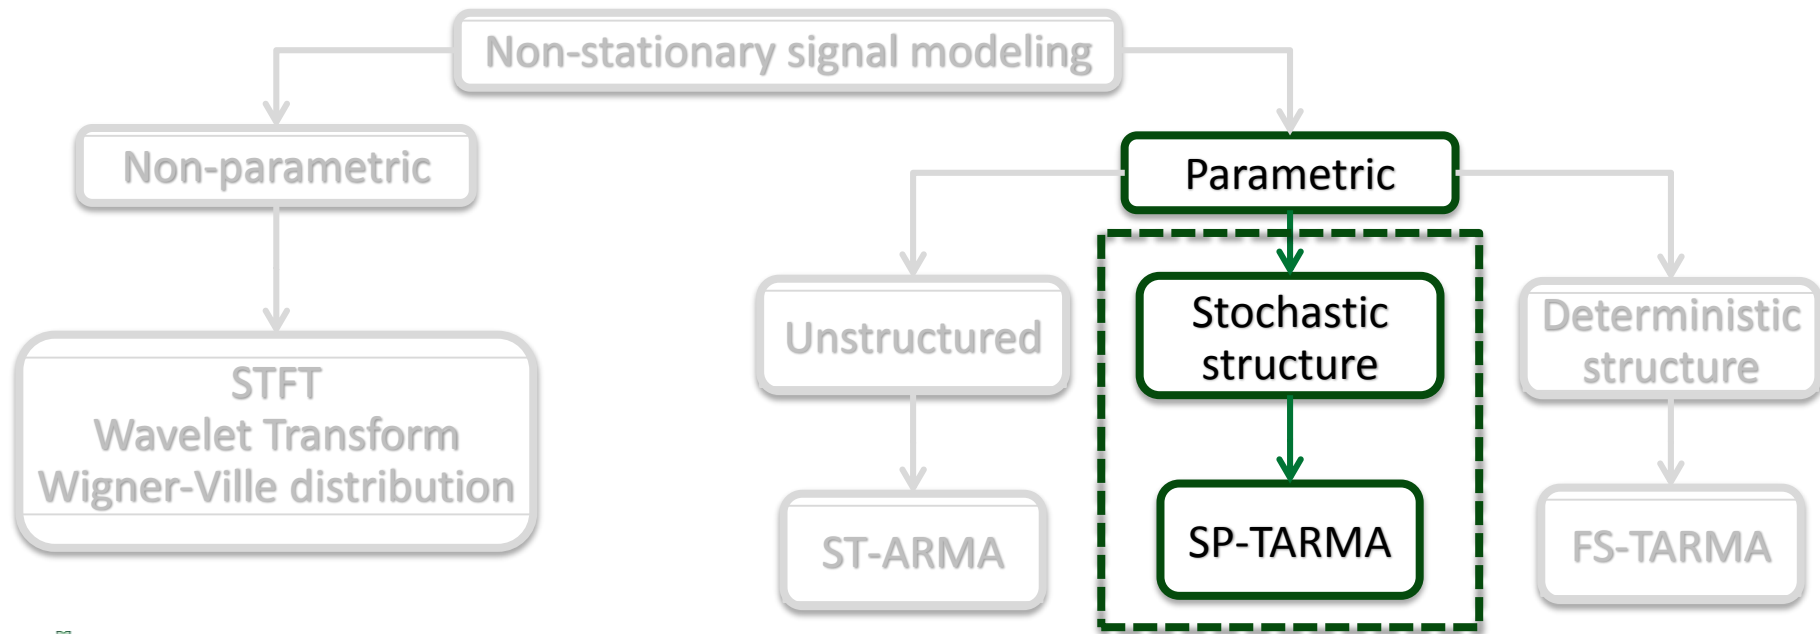 Non-stationary signal modeling
Non-parametric
Parametric
STFT
Wavelet Transform
Wigner-Ville distribution
Unstructured
Stochastic
structure
Deterministic
structure
ST-ARMA
SP-TARMA
FS-TARMA